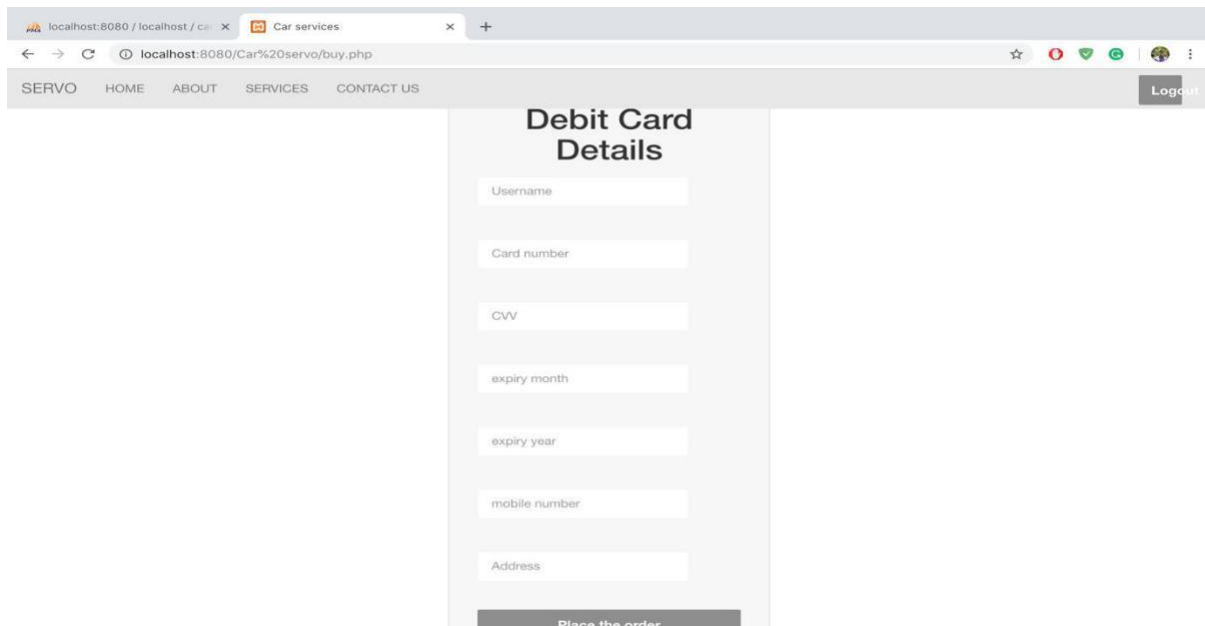 localhost:8080 / localhost / ca
Car services
localhost:8080/Car%20servo/buy.php
SERVO HOME ABOUT SERVICES CONTACT US Logout
Debit Card
Details
Username
Card number
CVV
expiry month
expiry year
mobile number
Address
Place the order